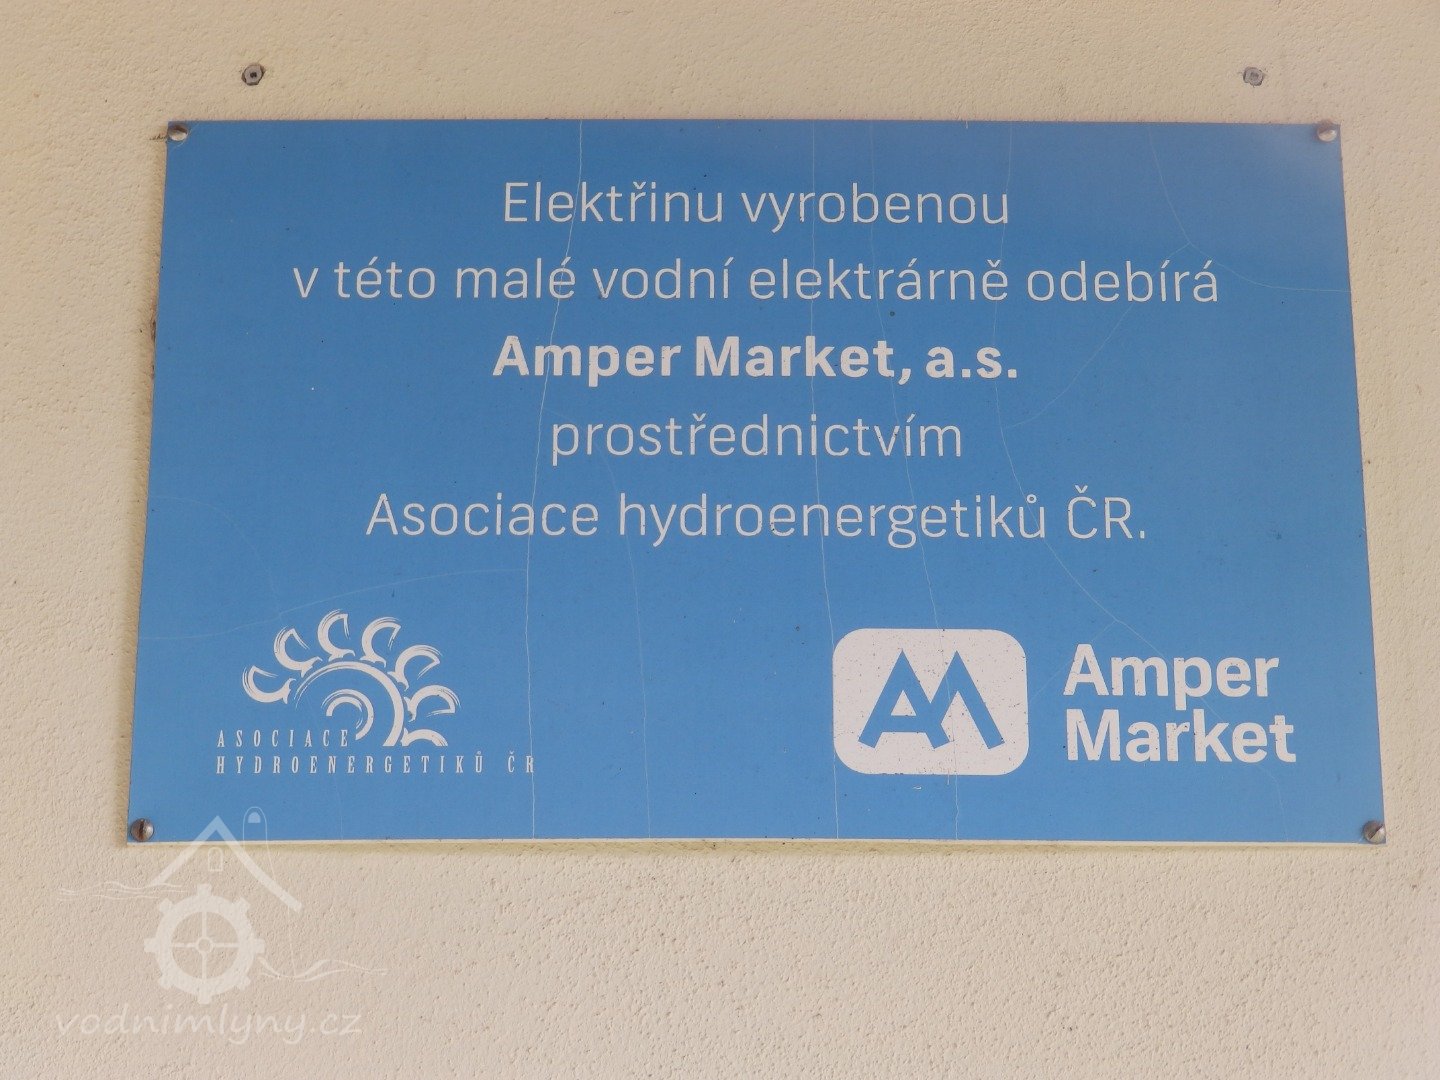 Elektřinu vyrobenou
v této malé vodní elektrárně odebírá
Amper Market, a.s.
prostřednictvím
Asociace hydroenergetiků ČR.
ASOCIACE
HYDROENERGETIKŮ ČR
AM
Amper
Market
vodnimlyny.cz